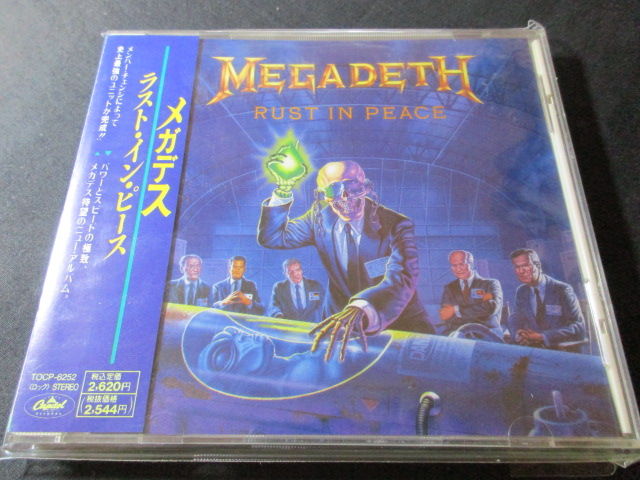 メンバー・チェンジによって
史上最強のユニットが完成!!
▲▼パワーとスピードの極致、
メガデス待望のニュー・アルバム。
メガデス
ラスト・イン・ピース
TOCP-6252
(ロック) STEREO
税込定価
2,620円
税抜価格
2,544円
Capitol
RECORDS
MEGADETH
RUST IN PEACE